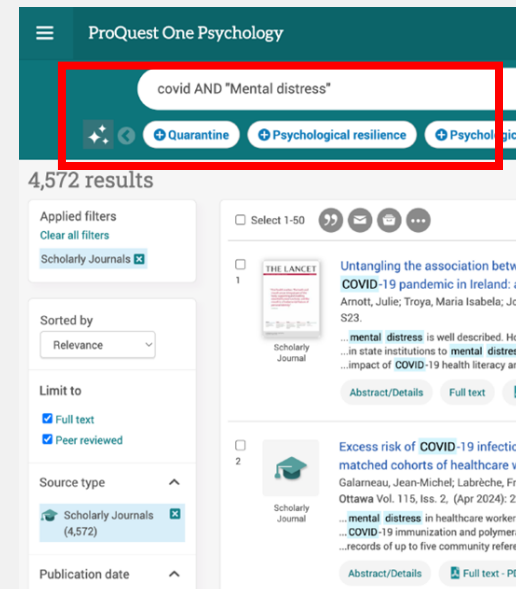 ProQuest One Psychology
covid AND "Mental distress"
Quarantine
Psychological resilience
Psychologic
4,572 results
Applied filters
Clear all filters
Scholarly Journals
Sorted by
Relevance
Limit to
Full text
Peer reviewed
Source type
Scholarly Journals
(4,572)
Publication date
Select 1-50
1
THE LANCET
Scholarly
Journal
Untangling the association betw
COVID-19 pandemic in Ireland: a
Arnott, Julie; Troya, Maria Isabela; Jo
S23.
...mental distress is well described. Ho
...in state institutions to mental distres
...impact of COVID-19 health literacy an
Abstract/Details
Full text
2
Scholarly
Journal
Excess risk of COVID-19 infectio
matched cohorts of healthcare w
Galarneau, Jean-Michel; Labrèche, Fr
Ottawa Vol. 115, Iss. 2, (Apr 2024): 2
...mental distress in healthcare worker
...COVID-19 immunization and polymera
...records of up to five community refere
Abstract/Details
Full text - PD